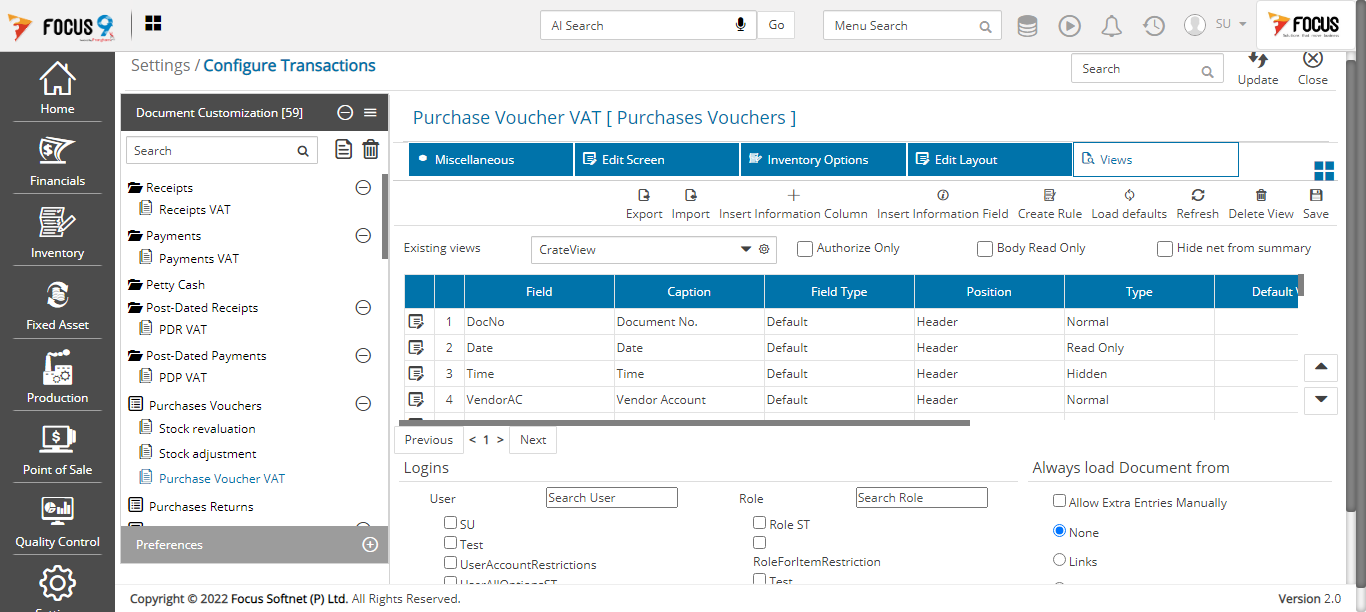 FOCUS 9
AI Search
Go
Menu Search
SU
FOCUS
Settings / Configure Transactions
Search
Update
Close
Home
Financials
Inventory
Fixed Asset
Production
Point of Sale
Quality Control
Document Customization [59]
Search
Receipts
Receipts VAT
Payments
Payments VAT
Petty Cash
Post-Dated Receipts
PDR VAT
Post-Dated Payments
PDP VAT
Purchases Vouchers
Stock revaluation
Stock adjustment
Purchase Voucher VAT
Purchases Returns
Preferences
Purchase Voucher VAT [ Purchases Vouchers ]
Miscellaneous
Edit Screen
Inventory Options
Edit Layout
Views
Export
Import
Insert Information Column
Insert Information Field
Create Rule
Load defaults
Refresh
Delete View
Save
Existing views
CrateView
Authorize Only
Body Read Only
Hide net from summary
Field Caption Field Type Position Type Default
1 DocNo Document No. Default Header Normal
2 Date Date Default Header Read Only
3 Time Time Default Header Hidden
4 VendorAC Vendor Account Default Header Normal
Previous < 1 > Next
Logins
User
Search User
SU
Test
UserAccountRestrictions
UserAllOptionsST
Role
Search Role
Role ST
RoleForItemRestriction
Test
Always load Document from
Allow Extra Entries Manually
None
Links
Copyright © 2022 Focus Softnet (P) Ltd. All Rights Reserved.
Version 2.0